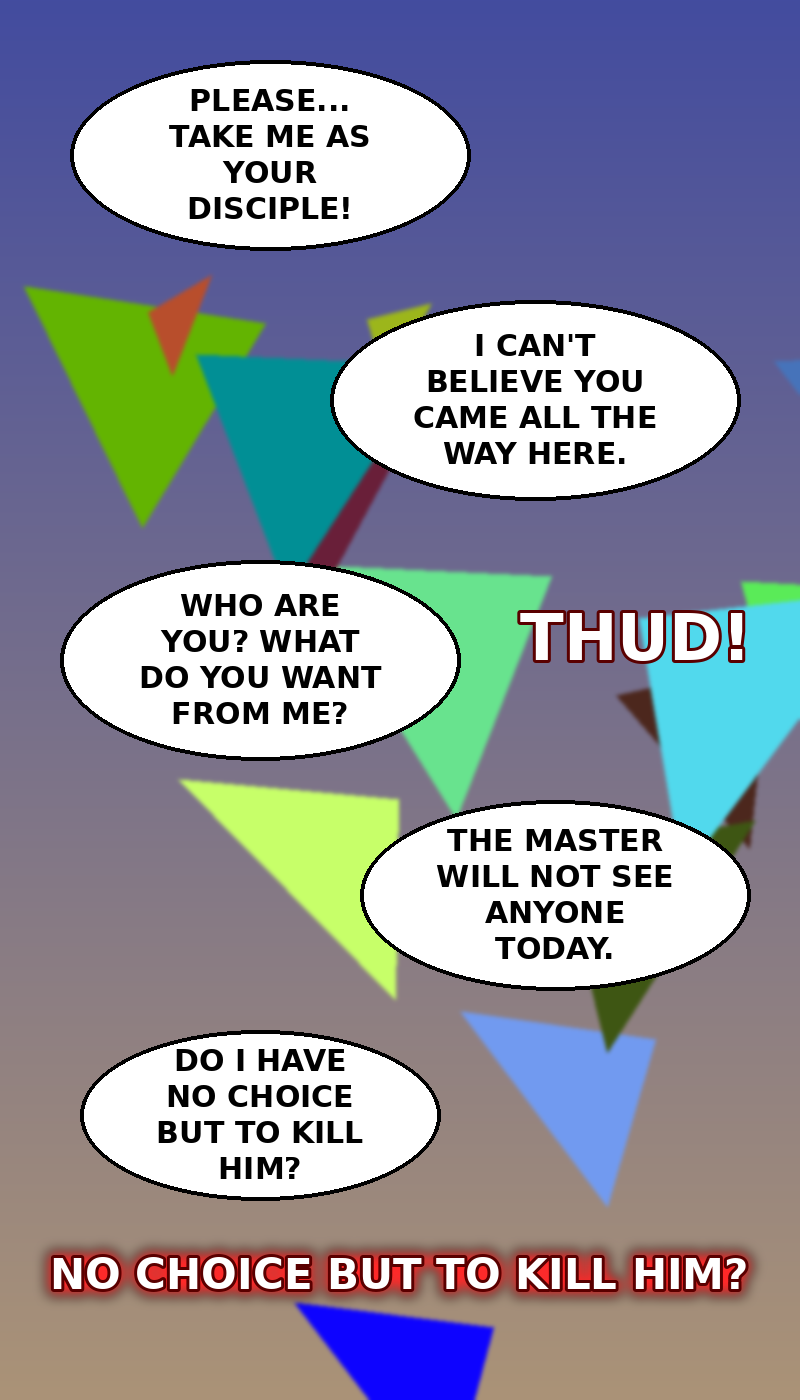 PLEASE...
TAKE ME AS
YOUR
DISCIPLE!
I CAN'T
BELIEVE YOU
CAME ALL THE
WAY HERE.
WHO ARE
YOU? WHAT
DO YOU WANT
FROM ME?
THUD!
THE MASTER
WILL NOT SEE
ANYONE
TODAY.
DO I HAVE
NO CHOICE
BUT TO KILL
HIM?
NO CHOICE BUT TO KILL HIM?